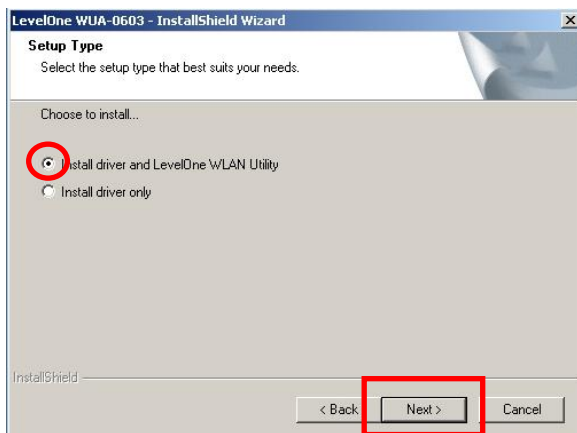 LevelOne WUA-0603 - InstallShield Wizard
Setup Type
Select the setup type that best suits your needs.
Choose to install...
Install driver and LevelOne WLAN Utility
Install driver only
InstallShield
< Back Next > Cancel